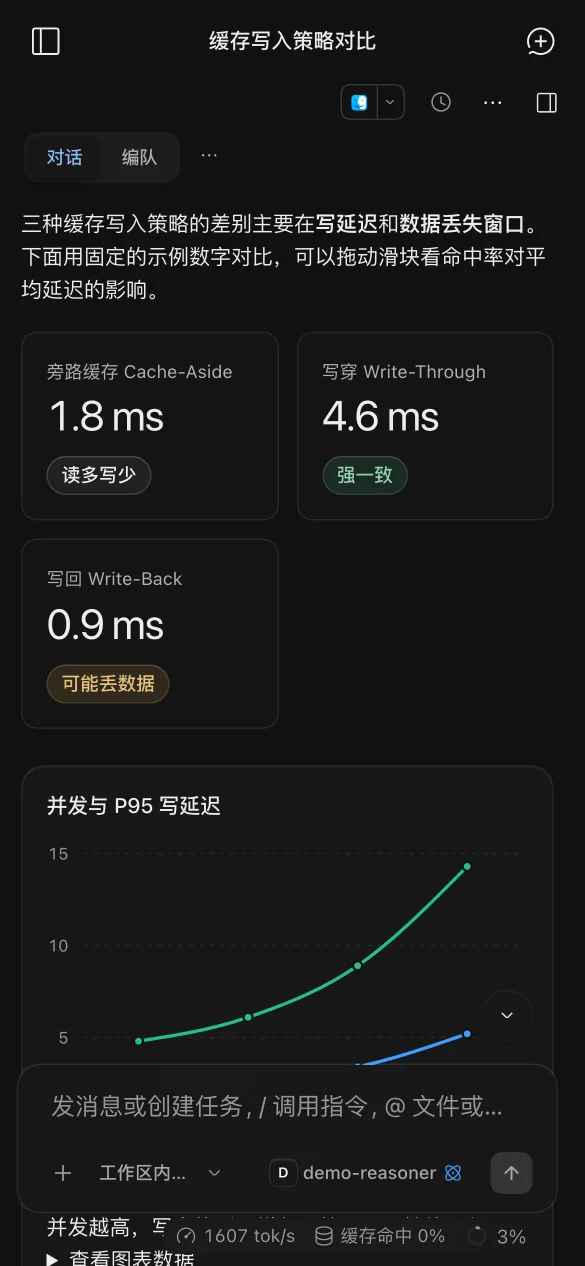 缓存写入策略对比
对话
编队
三种缓存写入策略的差别主要在写延迟和数据丢失窗口。
下面用固定的示例数字对比，可以拖动滑块看命中率对平
均延迟的影响。
旁路缓存 Cache-Aside
1.8 ms
读多写少
写穿 Write-Through
4.6 ms
强一致
写回 Write-Back
0.9 ms
可能丢数据
并发与 P95 写延迟
15
10
5
发消息或创建任务, / 调用指令, @ 文件或...
工作区内...
D demo-reasoner
并发越高，写
1607 tok/s
缓存命中 0%
3%
查看图表数据